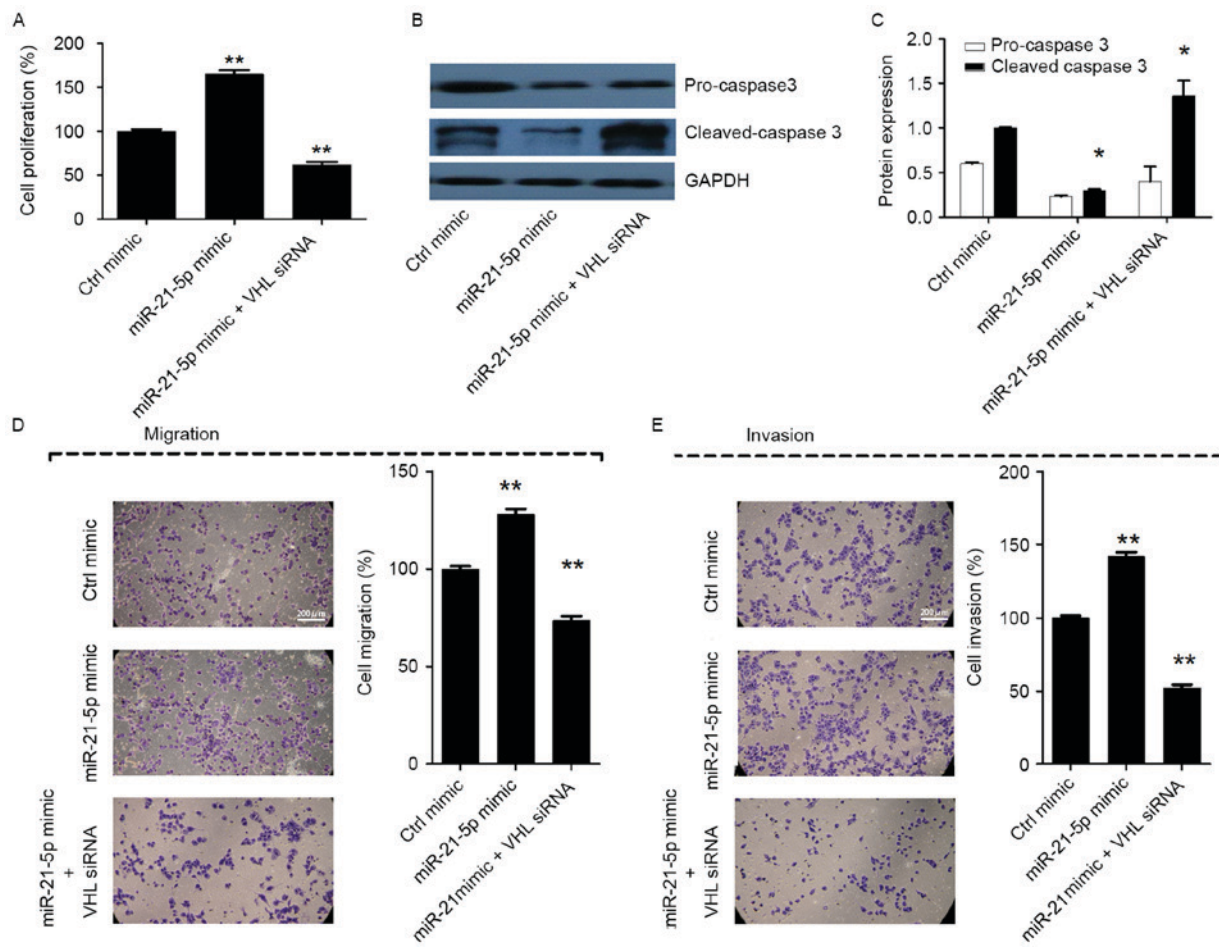 A
Cell proliferation (%)
200
150
100
50
0
**
**
Ctrl mimic
miR-21-5p mimic
miR-21-5p mimic + VHL siRNA
B
Pro-caspase3
Cleaved-caspase 3
GAPDH
Ctrl mimic
miR-21-5p mimic
miR-21-5p mimic + VHL siRNA
C
Pro-caspase 3
Cleaved caspase 3
Protein expression
2.0
1.5
1.0
0.5
0.0
*
*
Ctrl mimic
miR-21-5p mimic
miR-21-5p mimic + VHL siRNA
D
Migration
Ctrl mimic
200 μm
miR-21-5p mimic
miR-21-5p mimic
+
VHL siRNA
Cell migration (%)
150
100
50
0
**
**
Ctrl mimic
miR-21-5p mimic
miR-21mimic + VHL siRNA
E
Invasion
Ctrl mimic
200 μm
miR-21-5p mimic
miR-21-5p mimic
+
VHL siRNA
Cell invasion (%)
200
150
100
50
0
**
**
Ctrl mimic
miR-21-5p mimic
miR-21mimic + VHL siRNA